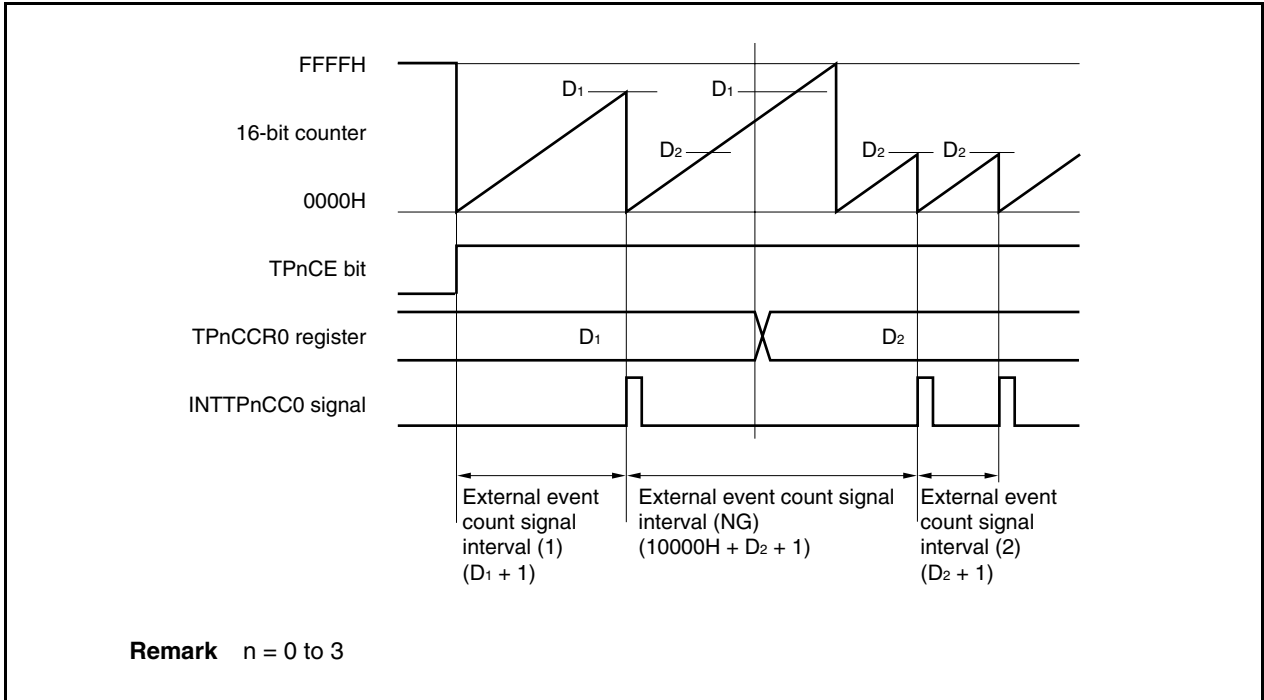 FFFFH
D₁
D₁
16-bit counter
D₂
D₂
D₂
0000H
TPnCE bit
TPnCCR0 register
D₁
D₂
INTTPnCC0 signal
External event
count signal
interval (1)
(D₁ + 1)
External event count signal
interval (NG)
(10000H + D₂ + 1)
External event
count signal
interval (2)
(D₂ + 1)
Remark n = 0 to 3